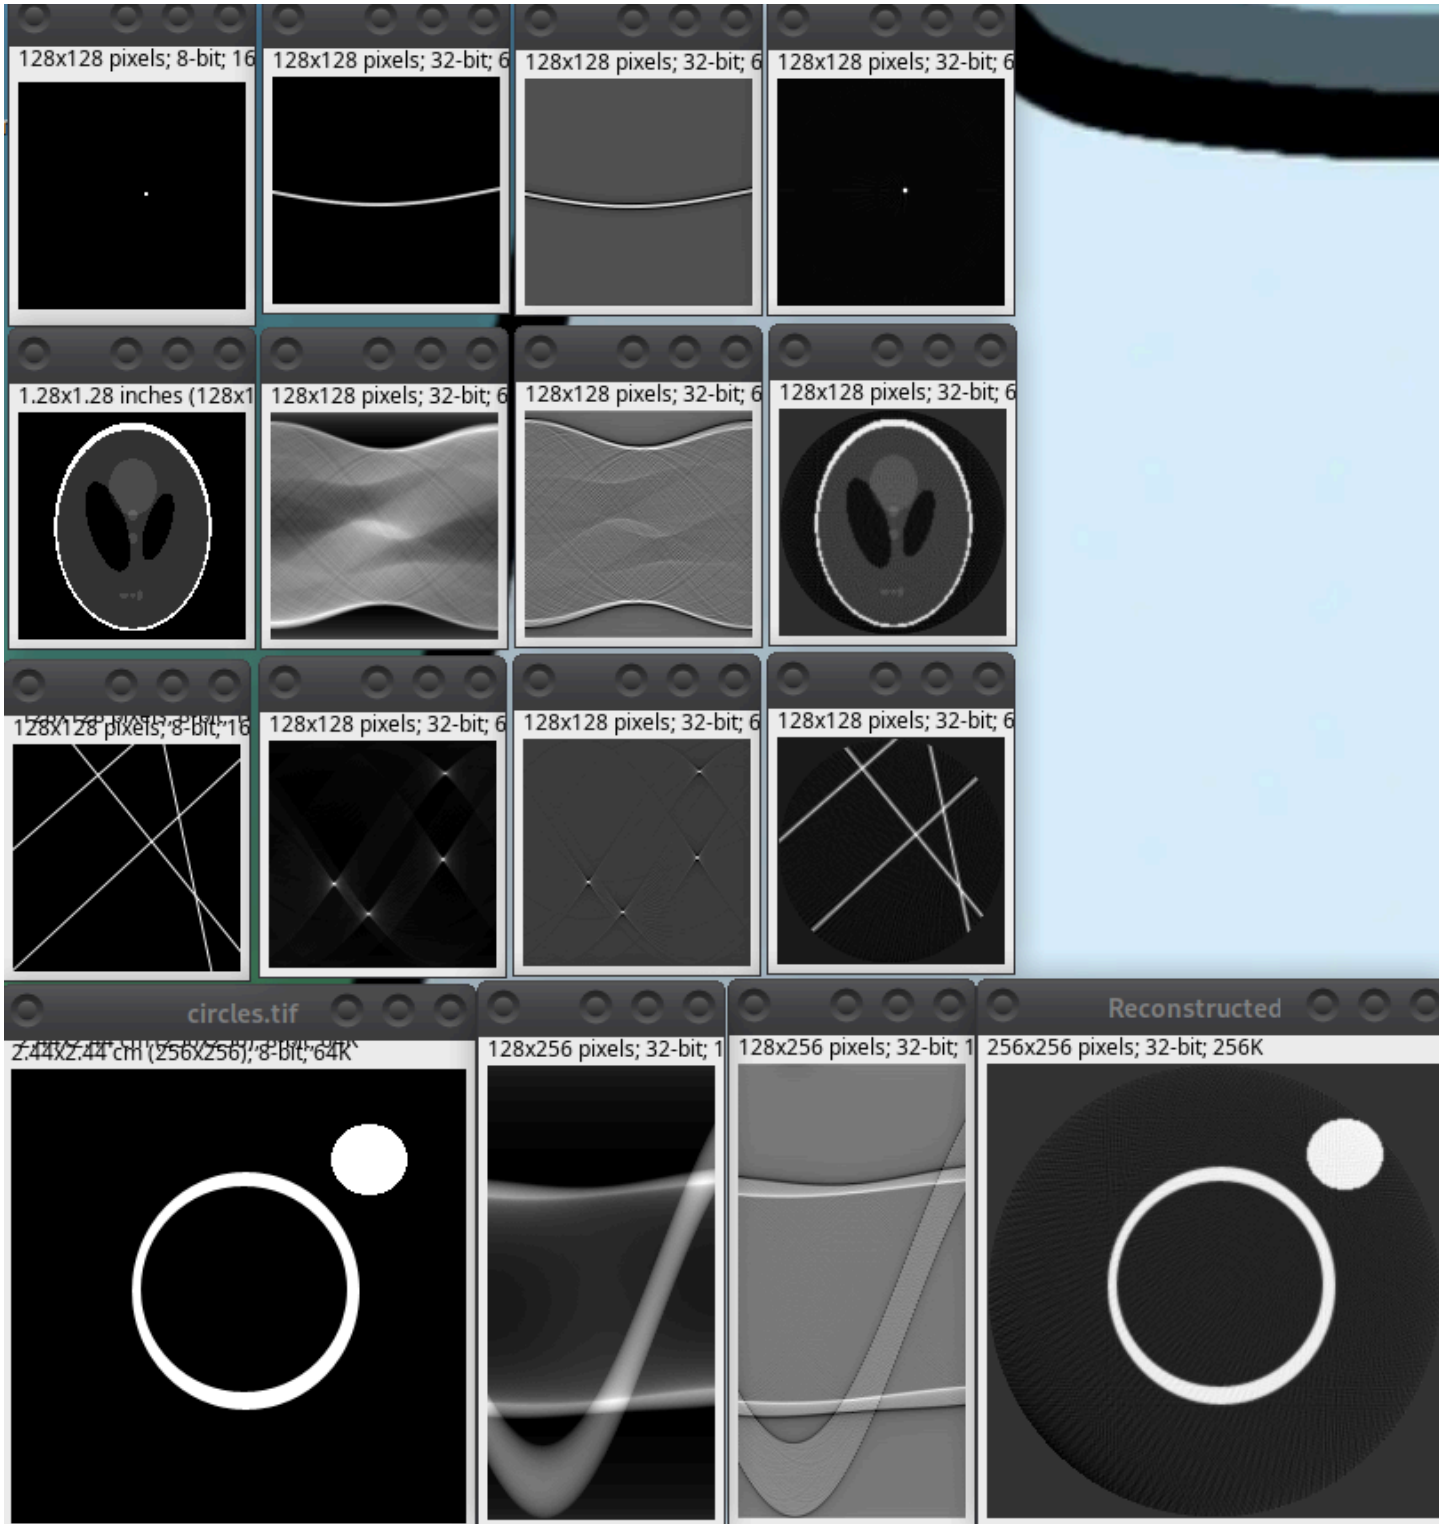 128x128 pixels; 8-bit; 16
128x128 pixels; 32-bit; 6
128x128 pixels; 32-bit; 6
128x128 pixels; 32-bit; 6
1.28x1.28 inches (128x1
128x128 pixels; 32-bit; 6
128x128 pixels; 32-bit; 6
128x128 pixels; 32-bit; 6
128x128 pixels; 8-bit; 16
128x128 pixels; 32-bit; 6
128x128 pixels; 32-bit; 6
128x128 pixels; 32-bit; 6
circles.tif
2.44x2.44 cm (256x256); 8-bit; 64K
128x256 pixels; 32-bit; 1
128x256 pixels; 32-bit; 1
Reconstructed
256x256 pixels; 32-bit; 256K